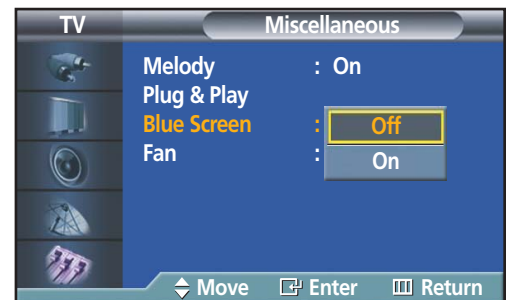 TV Miscellaneous
Melody : On
Plug & Play
Blue Screen : Off
Fan : On
Move Enter Return